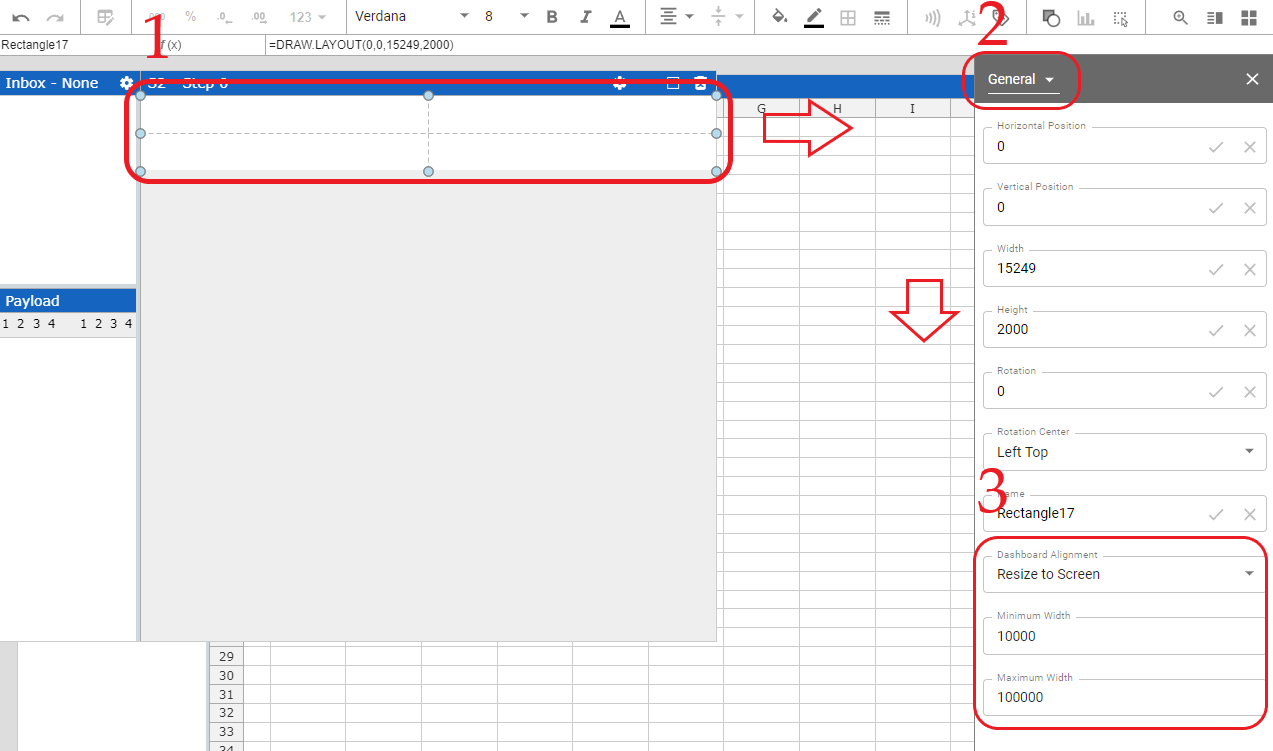 000 % .0 .00 123 Verdana 8 B I A
Rectangle17 f (x) =DRAW.LAYOUT(0,0,15249,2000)
1
2
3
Inbox - None
S2 Step 6
G H I
Payload
1 2 3 4 1 2 3 4
29
30
31
32
33
34
General
Horizontal Position
0
Vertical Position
0
Width
15249
Height
2000
Rotation
0
Rotation Center
Left Top
Name
Rectangle17
Dashboard Alignment
Resize to Screen
Minimum Width
10000
Maximum Width
100000